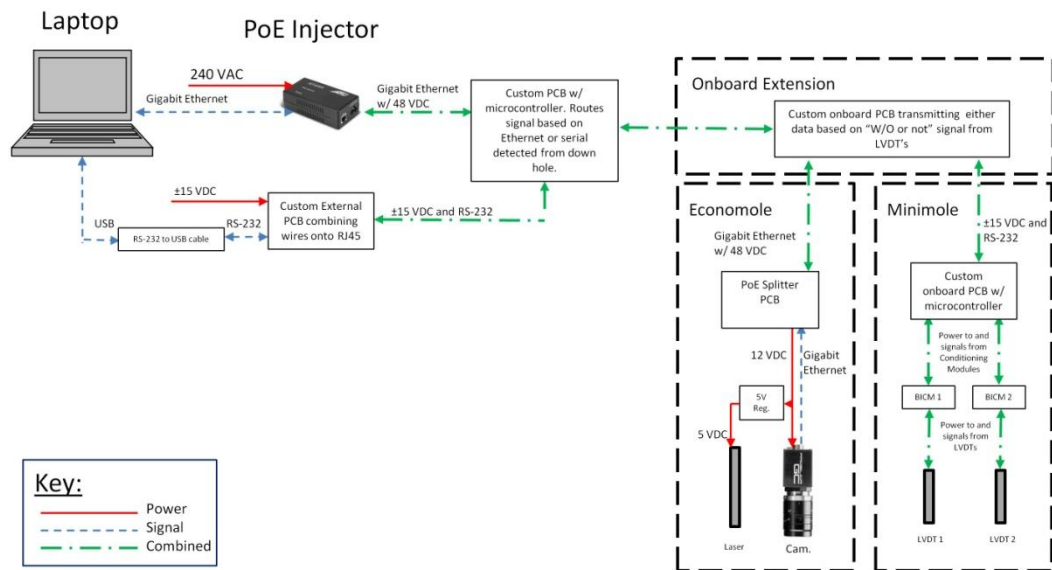 Laptop
PoE Injector
240 VAC
Gigabit Ethernet
Gigabit Ethernet
w/ 48 VDC
Custom PCB w/
microcontroller. Routes
signal based on
Ethernet or serial
detected from down
hole.
±15 VDC
USB
RS-232 to USB cable
RS-232
Custom External
PCB combining
wires onto RJ45
±15 VDC and RS-232
Onboard Extension
Custom onboard PCB transmitting either
data based on “W/O or not” signal from
LVDT's
Economole
Gigabit Ethernet
w/ 48 VDC
PoE Splitter
PCB
12 VDC
Gigabit
Ethernet
5V
Reg.
5 VDC
Laser
Cam.
Minimole
±15 VDC and
RS-232
Custom
onboard PCB w/
microcontroller
Power to and
signals from
Conditioning
Modules
BICM 1
BICM 2
Power to and
signals from
LVDTs
LVDT 1
LVDT 2
Key:
Power
Signal
Combined